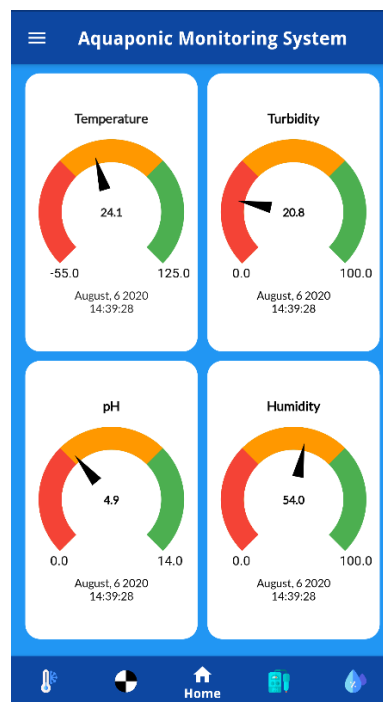 Aquaponic Monitoring System
Temperature
24.1
-55.0 125.0
August, 6 2020
14:39:28
Turbidity
20.8
0.0 100.0
August, 6 2020
14:39:28
pH
4.9
0.0 14.0
August, 6 2020
14:39:28
Humidity
54.0
0.0 100.0
August, 6 2020
14:39:28
Home